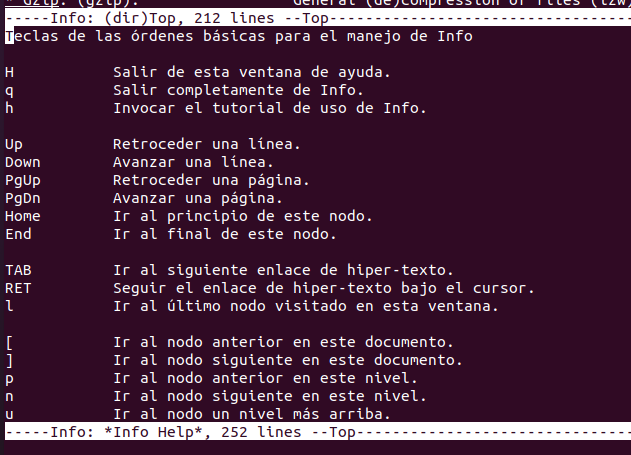 * Gzip: (gzip). General (de)compression of files (lzw)
-----Info: (dir)Top, 212 lines --Top---------------------------------
Teclas de las órdenes básicas para el manejo de Info
H Salir de esta ventana de ayuda.
q Salir completamente de Info.
h Invocar el tutorial de uso de Info.
Up Retroceder una línea.
Down Avanzar una línea.
PgUp Retroceder una página.
PgDn Avanzar una página.
Home Ir al principio de este nodo.
End Ir al final de este nodo.
TAB Ir al siguiente enlace de hiper-texto.
RET Seguir el enlace de hiper-texto bajo el cursor.
l Ir al último nodo visitado en esta ventana.
[ Ir al nodo anterior en este documento.
] Ir al nodo siguiente en este documento.
p Ir al nodo anterior en este nivel.
n Ir al nodo siguiente en este nivel.
u Ir al nodo un nivel más arriba.
-----Info: *Info Help*, 252 lines --Top------------------------------